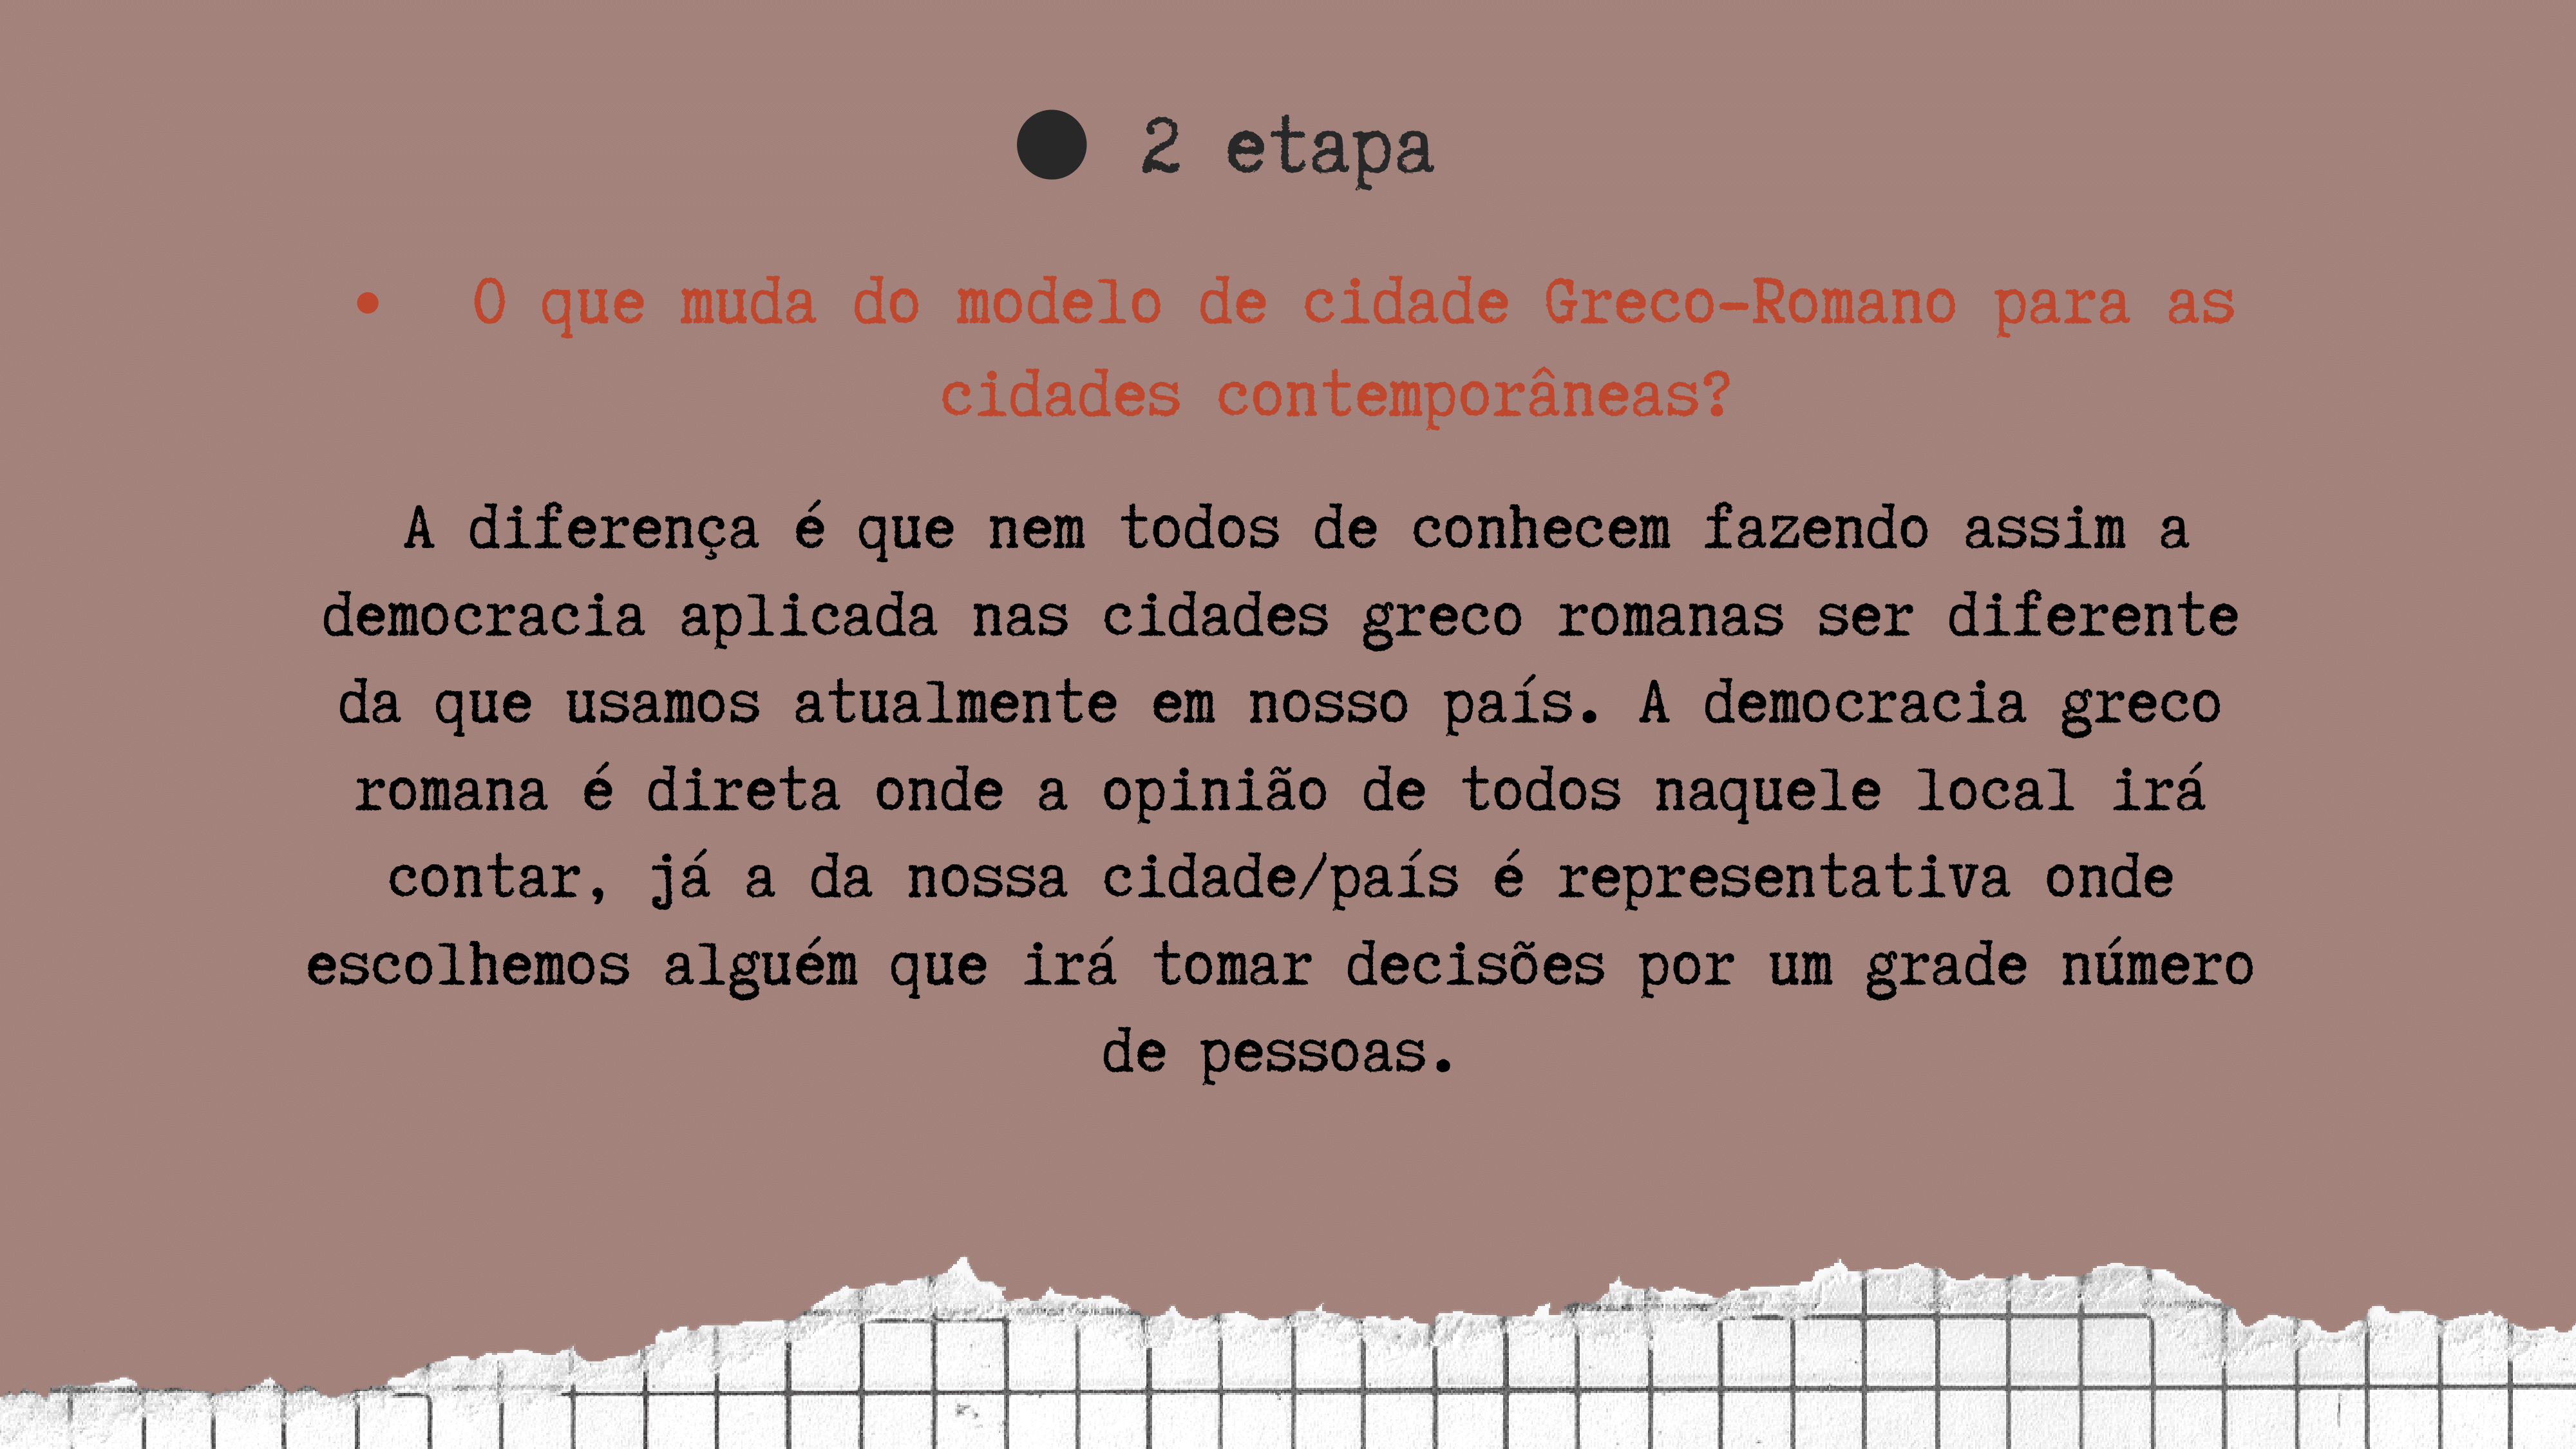 ● 2 etapa
• O que muda do modelo de cidade Greco-Romano para as
cidades contemporâneas?
A diferença é que nem todos de conhecem fazendo assim a
democracia aplicada nas cidades greco romanas ser diferente
da que usamos atualmente em nosso país. A democracia greco
romana é direta onde a opinião de todos naquele local irá
contar, já a da nossa cidade/país é representativa onde
escolhemos alguém que irá tomar decisões por um grade número
de pessoas.